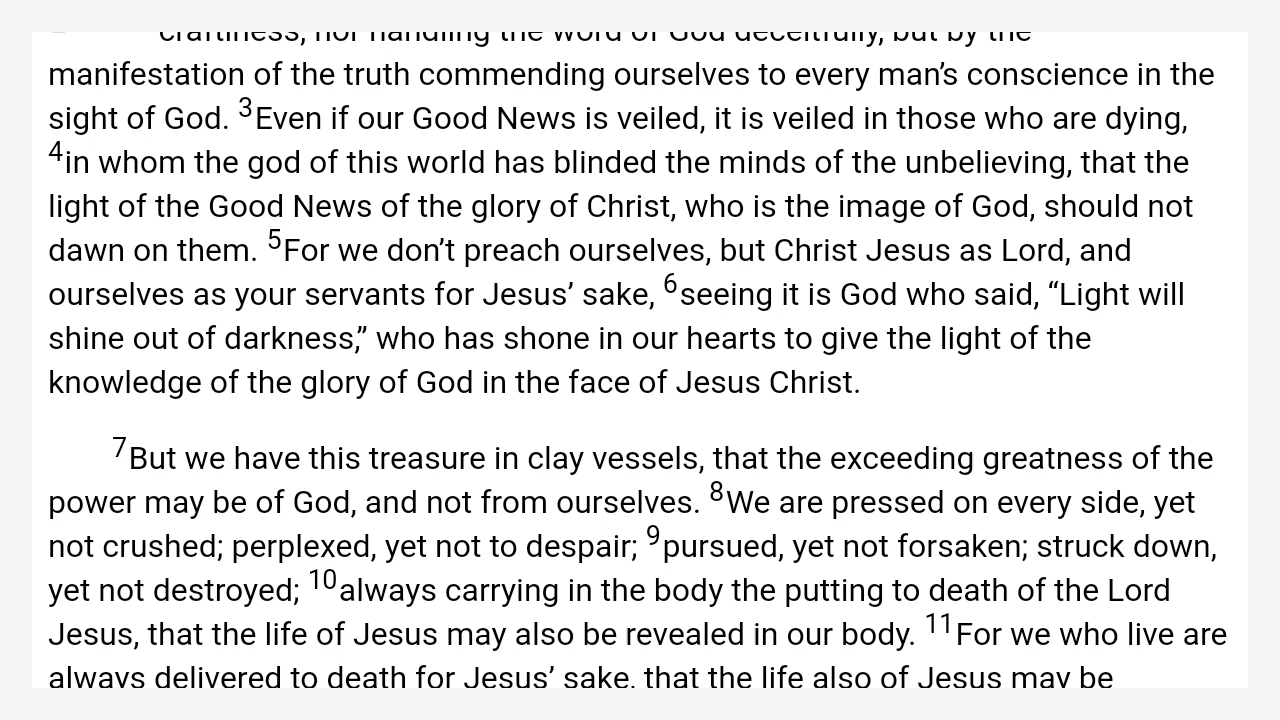 craftiness, nor handling the word of God deceitfully, but by the
manifestation of the truth commending ourselves to every man’s conscience in the
sight of God. 3Even if our Good News is veiled, it is veiled in those who are dying,
4in whom the god of this world has blinded the minds of the unbelieving, that the
light of the Good News of the glory of Christ, who is the image of God, should not
dawn on them. 5For we don’t preach ourselves, but Christ Jesus as Lord, and
ourselves as your servants for Jesus’ sake, 6seeing it is God who said, “Light will
shine out of darkness,” who has shone in our hearts to give the light of the
knowledge of the glory of God in the face of Jesus Christ.
7But we have this treasure in clay vessels, that the exceeding greatness of the
power may be of God, and not from ourselves. 8We are pressed on every side, yet
not crushed; perplexed, yet not to despair; 9pursued, yet not forsaken; struck down,
yet not destroyed; 10always carrying in the body the putting to death of the Lord
Jesus, that the life of Jesus may also be revealed in our body. 11For we who live are
always delivered to death for Jesus’ sake, that the life also of Jesus may be